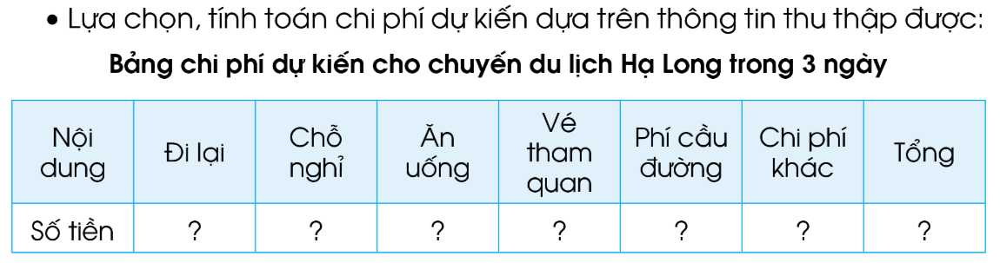 • Lựa chọn, tính toán chi phí dự kiến dựa trên thông tin thu thập được:
Bảng chi phí dự kiến cho chuyến du lịch Hạ Long trong 3 ngày
Nội dung	Đi lại	Chỗ nghỉ	Ăn uống	Vé tham quan	Phí cầu đường	Chi phí khác	Tổng
Số tiền	?	?	?	?	?	?	?